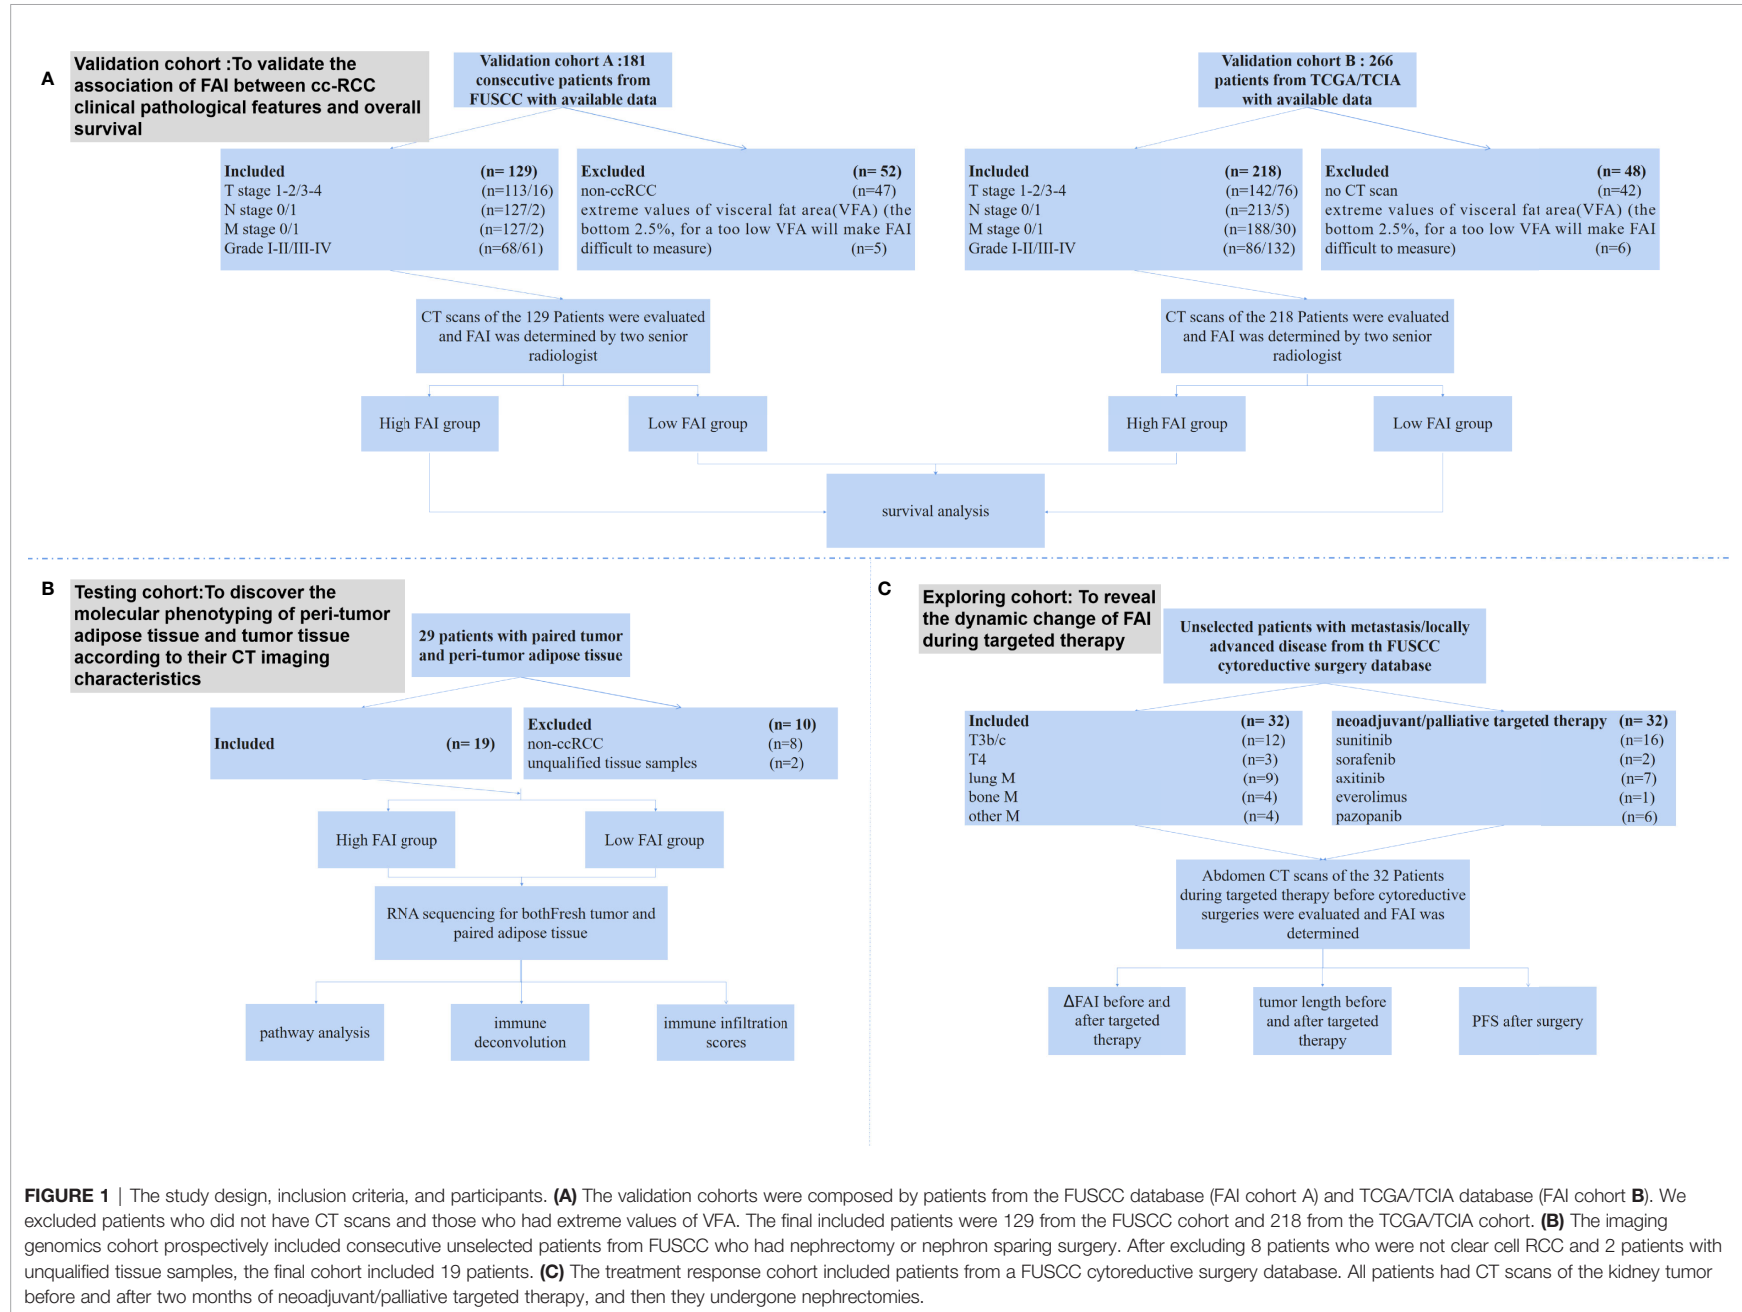 A
Validation cohort :To validate the
association of FAI between cc-RCC
clinical pathological features and overall
survival
Validation cohort A :181
consecutive patients from
FUSCC with available data
Validation cohort B : 266
patients from TCGA/TCIA
with available data
Included (n= 129)
T stage 1-2/3-4 (n=113/16)
N stage 0/1 (n=127/2)
M stage 0/1 (n=127/2)
Grade I-II/III-IV (n=68/61)
Excluded (n= 52)
non-ccRCC (n=47)
extreme values of visceral fat area(VFA) (the
bottom 2.5%, for a too low VFA will make FAI
difficult to measure) (n=5)
Included (n= 218)
T stage 1-2/3-4 (n=142/76)
N stage 0/1 (n=213/5)
M stage 0/1 (n=188/30)
Grade I-II/III-IV (n=86/132)
Excluded (n= 48)
no CT scan (n=42)
extreme values of visceral fat area(VFA) (the
bottom 2.5%, for a too low VFA will make FAI
difficult to measure) (n=6)
CT scans of the 129 Patients were evaluated
and FAI was determined by two senior
radiologist
CT scans of the 218 Patients were evaluated
and FAI was determined by two senior
radiologist
High FAI group
Low FAI group
High FAI group
Low FAI group
survival analysis
B
Testing cohort:To discover the
molecular phenotyping of peri-tumor
adipose tissue and tumor tissue
according to their CT imaging
characteristics
29 patients with paired tumor
and peri-tumor adipose tissue
Included (n= 19)
Excluded (n= 10)
non-ccRCC (n=8)
unqualified tissue samples (n=2)
High FAI group
Low FAI group
RNA sequencing for bothFresh tumor and
paired adipose tissue
pathway analysis
immune
deconvolution
immune infiltration
scores
C
Exploring cohort: To reveal
the dynamic change of FAI
during targeted therapy
Unselected patients with metastasis/locally
advanced disease from th FUSCC
cytoreductive surgery database
Included (n= 32)
T3b/c (n=12)
T4 (n=3)
lung M (n=9)
bone M (n=4)
other M (n=4)
neoadjuvant/palliative targeted therapy (n= 32)
sunitinib (n=16)
sorafenib (n=2)
axitinib (n=7)
everolimus (n=1)
pazopanib (n=6)
Abdomen CT scans of the 32 Patients
during targeted therapy before cytoreductive
surgeries were evaluated and FAI was
determined
ΔFAI before and
after targeted
therapy
tumor length before
and after targeted
therapy
PFS after surgery
FIGURE 1 | The study design, inclusion criteria, and participants. (A) The validation cohorts were composed by patients from the FUSCC database (FAI cohort A) and TCGA/TCIA database (FAI cohort B). We
excluded patients who did not have CT scans and those who had extreme values of VFA. The final included patients were 129 from the FUSCC cohort and 218 from the TCGA/TCIA cohort. (B) The imaging
genomics cohort prospectively included consecutive unselected patients from FUSCC who had nephrectomy or nephron sparing surgery. After excluding 8 patients who were not clear cell RCC and 2 patients with
unqualified tissue samples, the final cohort included 19 patients. (C) The treatment response cohort included patients from a FUSCC cytoreductive surgery database. All patients had CT scans of the kidney tumor
before and after two months of neoadjuvant/palliative targeted therapy, and then they undergone nephrectomies.